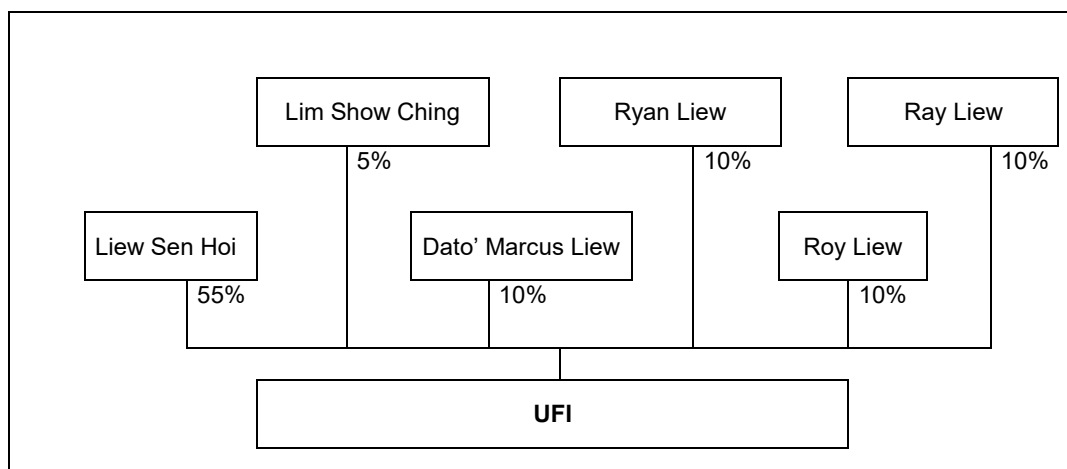 Lim Show Ching
Ryan Liew
Ray Liew
5%
10%
10%
Liew Sen Hoi
Dato’ Marcus Liew
Roy Liew
55%
10%
10%
UFI